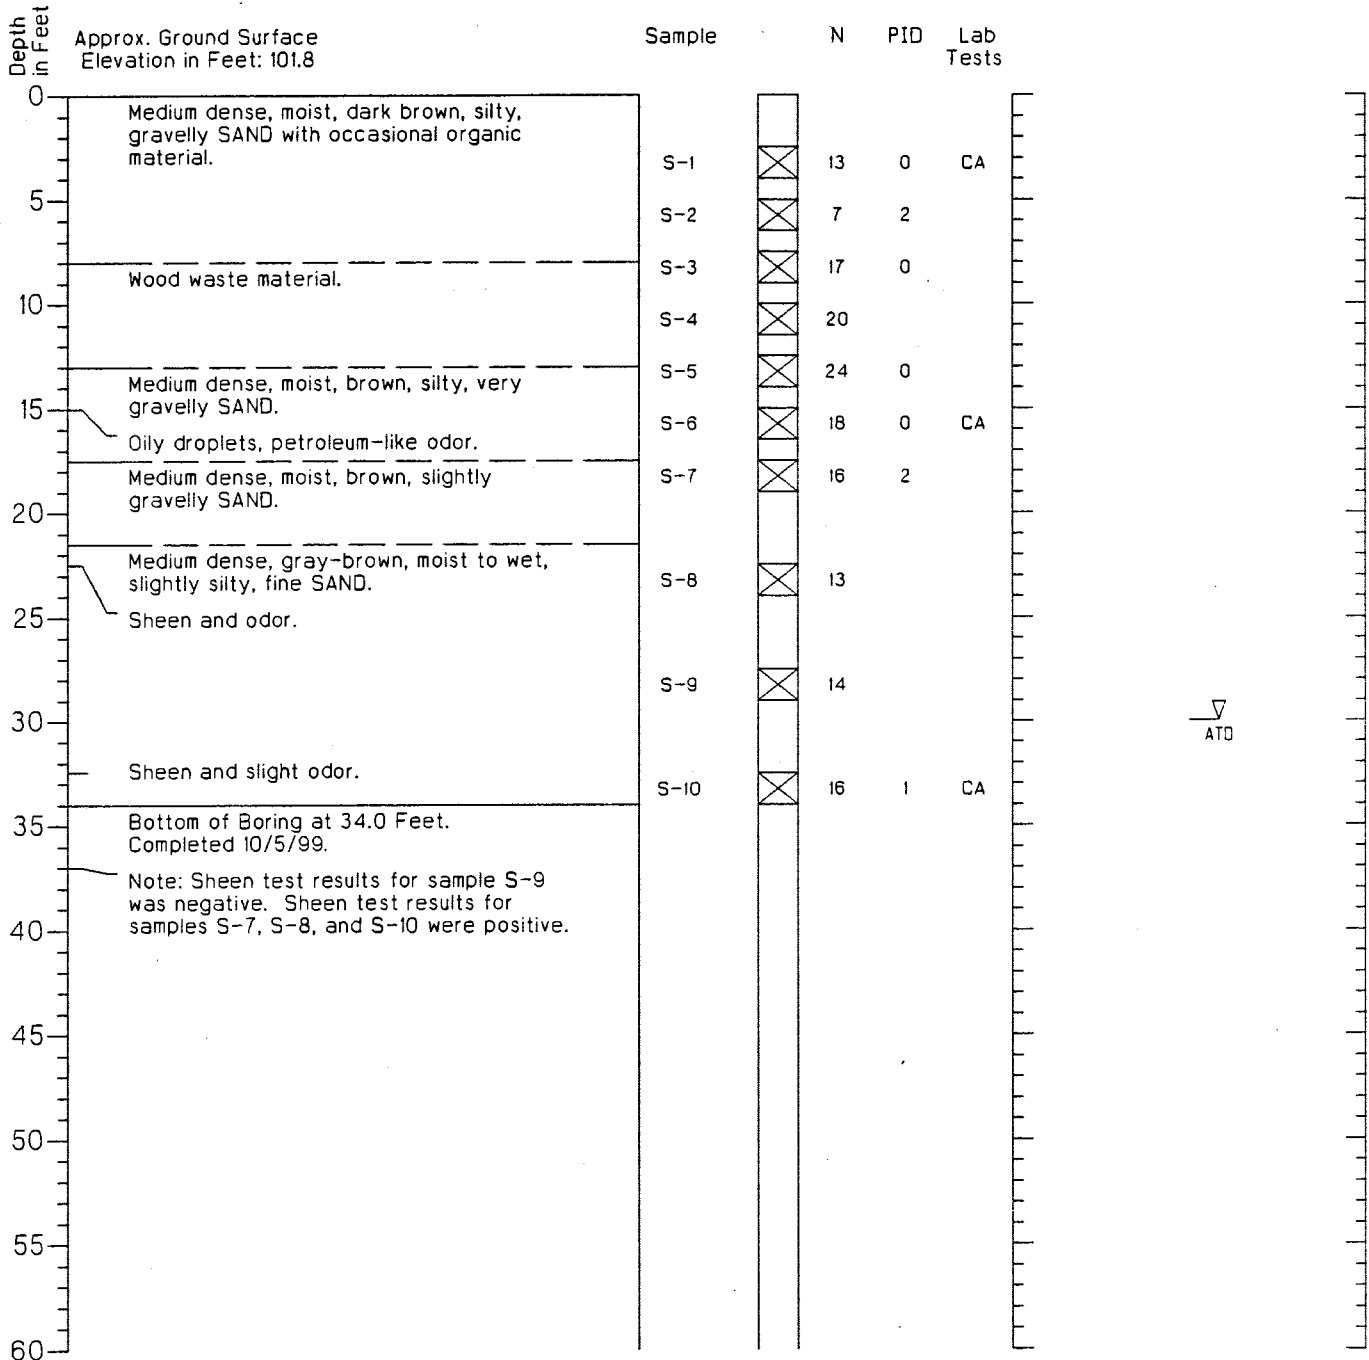 Depth
in Feet
Approx. Ground Surface
Elevation in Feet: 101.8
Sample N PID Lab
Tests
0
Medium dense, moist, dark brown, silty,
gravelly SAND with occasional organic
material.
S-1 13 0 CA
5
S-2 7 2
S-3 17 0
Wood waste material.
10
S-4 20
S-5 24 0
Medium dense, moist, brown, silty, very
gravelly SAND.
15
S-6 18 0 CA
Oily droplets, petroleum-like odor.
Medium dense, moist, brown, slightly
gravelly SAND.
S-7 16 2
20
Medium dense, gray-brown, moist to wet,
slightly silty, fine SAND.
S-8 13
25
Sheen and odor.
S-9 14
30
ATD
Sheen and slight odor.
S-10 16 1 CA
35
Bottom of Boring at 34.0 Feet.
Completed 10/5/99.
Note: Sheen test results for sample S-9
was negative. Sheen test results for
samples S-7, S-8, and S-10 were positive.
40
45
50
55
60